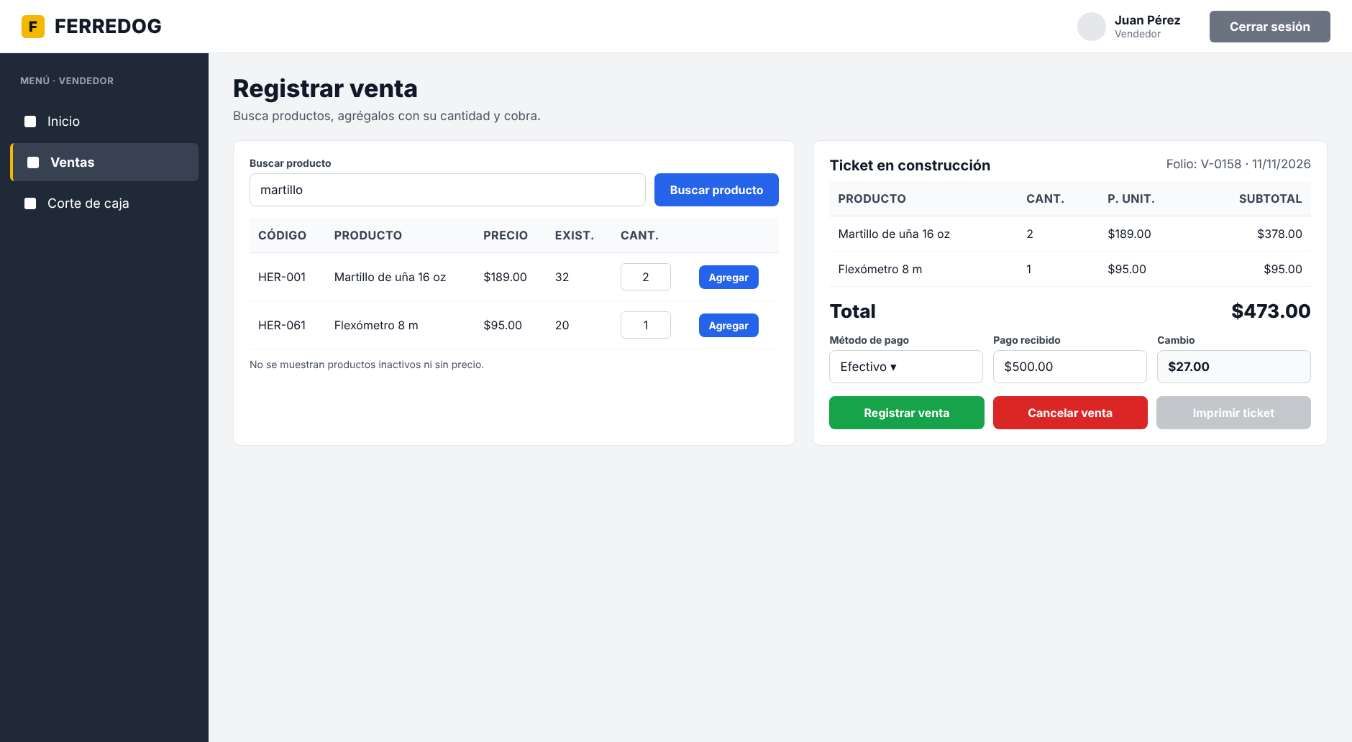 F FERREDOG
Juan Pérez
Vendedor
Cerrar sesión
MENÚ · VENDEDOR
Inicio
Ventas
Corte de caja
Registrar venta
Busca productos, agrégalos con su cantidad y cobra.
Buscar producto
martillo
Buscar producto
CÓDIGO PRODUCTO PRECIO EXIST. CANT.
HER-001 Martillo de uña 16 oz $189.00 32 2 Agregar
HER-061 Flexómetro 8 m $95.00 20 1 Agregar
No se muestran productos inactivos ni sin precio.
Ticket en construcción
Folio: V-0158 · 11/11/2026
PRODUCTO CANT. P. UNIT. SUBTOTAL
Martillo de uña 16 oz 2 $189.00 $378.00
Flexómetro 8 m 1 $95.00 $95.00
Total $473.00
Método de pago Pago recibido Cambio
Efectivo ▾ $500.00 $27.00
Registrar venta Cancelar venta Imprimir ticket